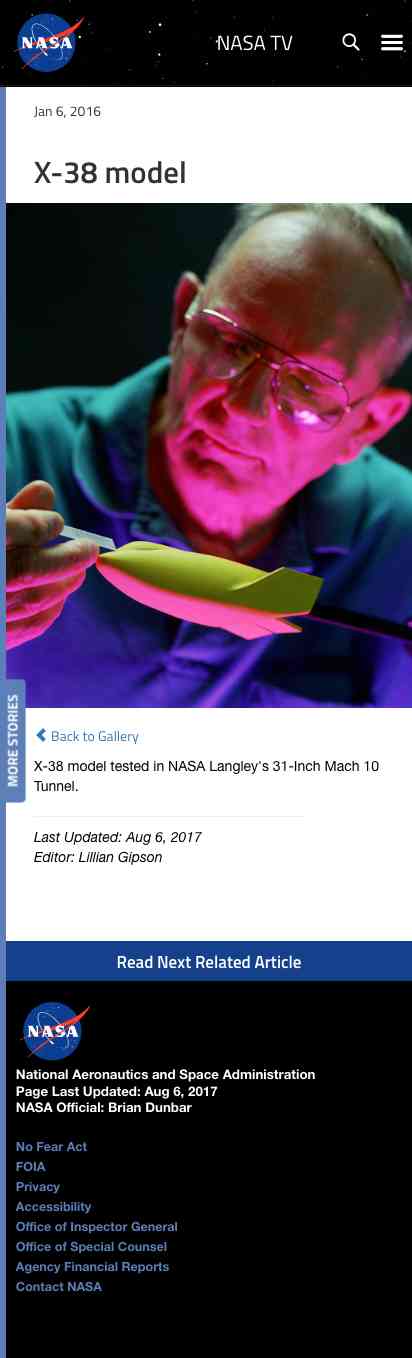 NASA
NASA TV
Jan 6, 2016
X-38 model
Back to Gallery
X-38 model tested in NASA Langley's 31-Inch Mach 10
Tunnel.
MORE STORIES
Last Updated: Aug 6, 2017
Editor: Lillian Gipson
Read Next Related Article
NASA
National Aeronautics and Space Administration
Page Last Updated: Aug 6, 2017
NASA Official: Brian Dunbar
No Fear Act
FOIA
Privacy
Accessibility
Office of Inspector General
Office of Special Counsel
Agency Financial Reports
Contact NASA